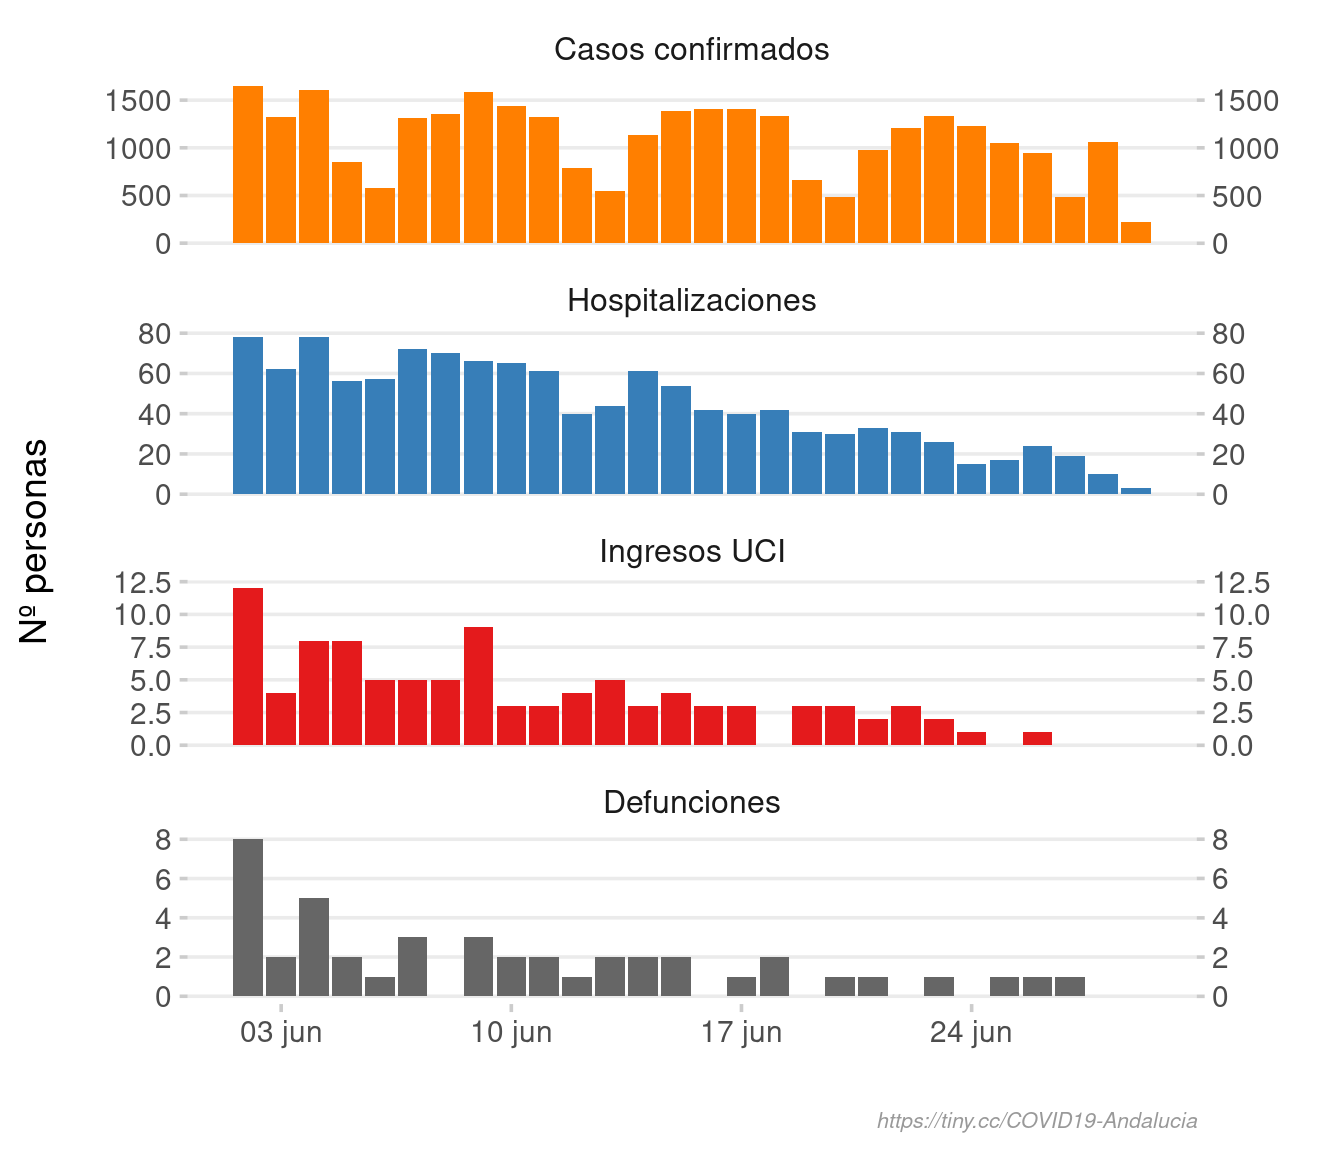 Casos confirmados
1500 1500
1000 1000
500 500
0 0
Hospitalizaciones
80 80
60 60
40 40
20 20
0 0
Nº personas
Ingresos UCI
12.5 12.5
10.0 10.0
7.5 7.5
5.0 5.0
2.5 2.5
0.0 0.0
Defunciones
8 8
6 6
4 4
2 2
0 0
03 jun 10 jun 17 jun 24 jun
https://tiny.cc/COVID19-Andalucia